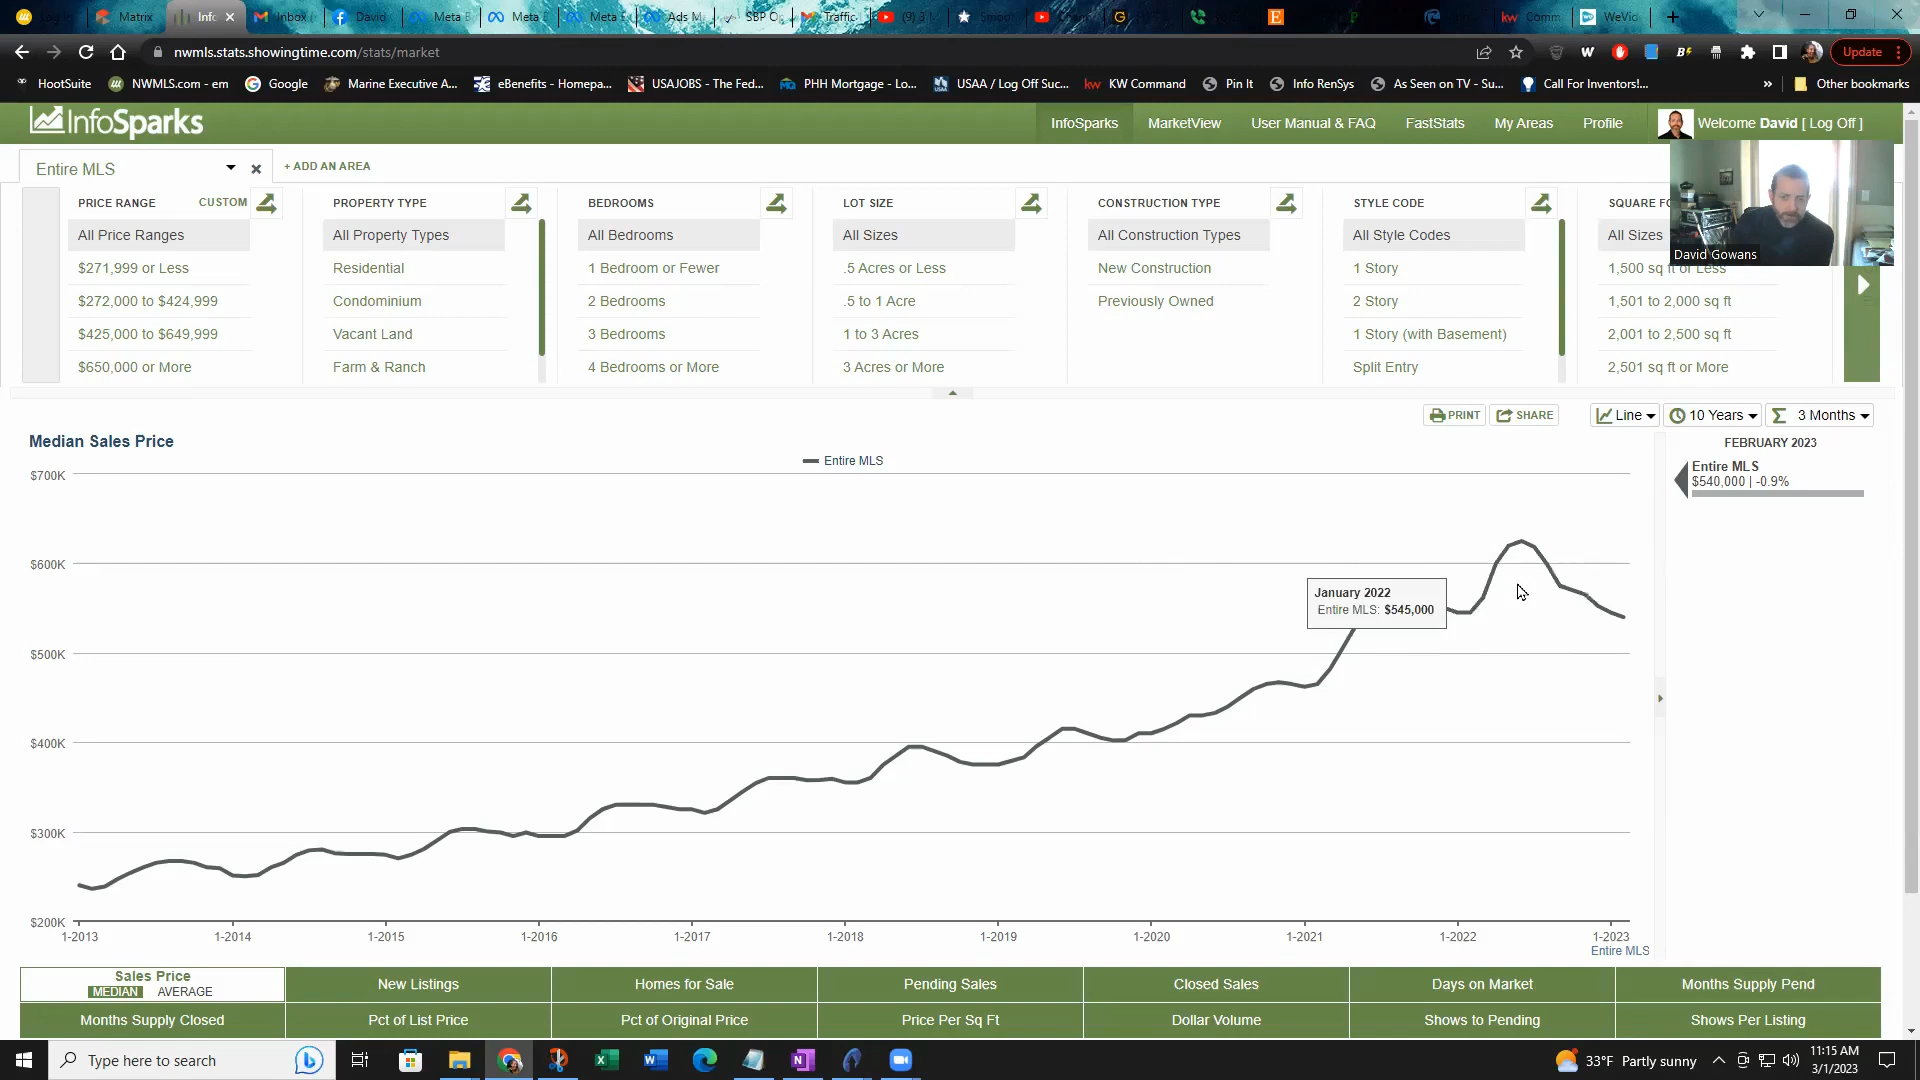 Matrix
Info
Inbox
David
Meta
Meta
Meta
Ads M
SBP O
Traffic
Comm
WeVid
nwmls.stats.showingtime.com/stats/market
Update
HootSuite
NWMLS.com - em
Google
Marine Executive A...
eBenefits - Homepa...
USAJOBS - The Fed...
PHH Mortgage - Lo...
USAA / Log Off Suc...
KW Command
Pin It
Info RenSys
As Seen on TV - Su...
Call For Inventors!...
»
Other bookmarks
InfoSparks
InfoSparks
MarketView
User Manual & FAQ
FastStats
My Areas
Profile
Welcome David [ Log Off ]
Entire MLS
+ ADD AN AREA
PRICE RANGE
CUSTOM
All Price Ranges
$271,999 or Less
$272,000 to $424,999
$425,000 to $649,999
$650,000 or More
PROPERTY TYPE
All Property Types
Residential
Condominium
Vacant Land
Farm & Ranch
BEDROOMS
All Bedrooms
1 Bedroom or Fewer
2 Bedrooms
3 Bedrooms
4 Bedrooms or More
LOT SIZE
All Sizes
.5 Acres or Less
.5 to 1 Acre
1 to 3 Acres
3 Acres or More
CONSTRUCTION TYPE
All Construction Types
New Construction
Previously Owned
STYLE CODE
All Style Codes
1 Story
2 Story
1 Story (with Basement)
Split Entry
SQUARE FO
All Sizes
1,500 sq ft or Less
1,501 to 2,000 sq ft
2,001 to 2,500 sq ft
2,501 sq ft or More
David Gowans
PRINT
SHARE
Line
10 Years
3 Months
Median Sales Price
Entire MLS
FEBRUARY 2023
Entire MLS
$540,000 | -0.9%
$700K
$600K
$500K
$400K
$300K
$200K
January 2022
Entire MLS: $545,000
1-2013
1-2014
1-2015
1-2016
1-2017
1-2018
1-2019
1-2020
1-2021
1-2022
1-2023
Entire MLS
Sales Price
MEDIAN AVERAGE
New Listings
Homes for Sale
Pending Sales
Closed Sales
Days on Market
Months Supply Pend
Months Supply Closed
Pct of List Price
Pct of Original Price
Price Per Sq Ft
Dollar Volume
Shows to Pending
Shows Per Listing
Type here to search
33°F Partly sunny
11:15 AM
3/1/2023